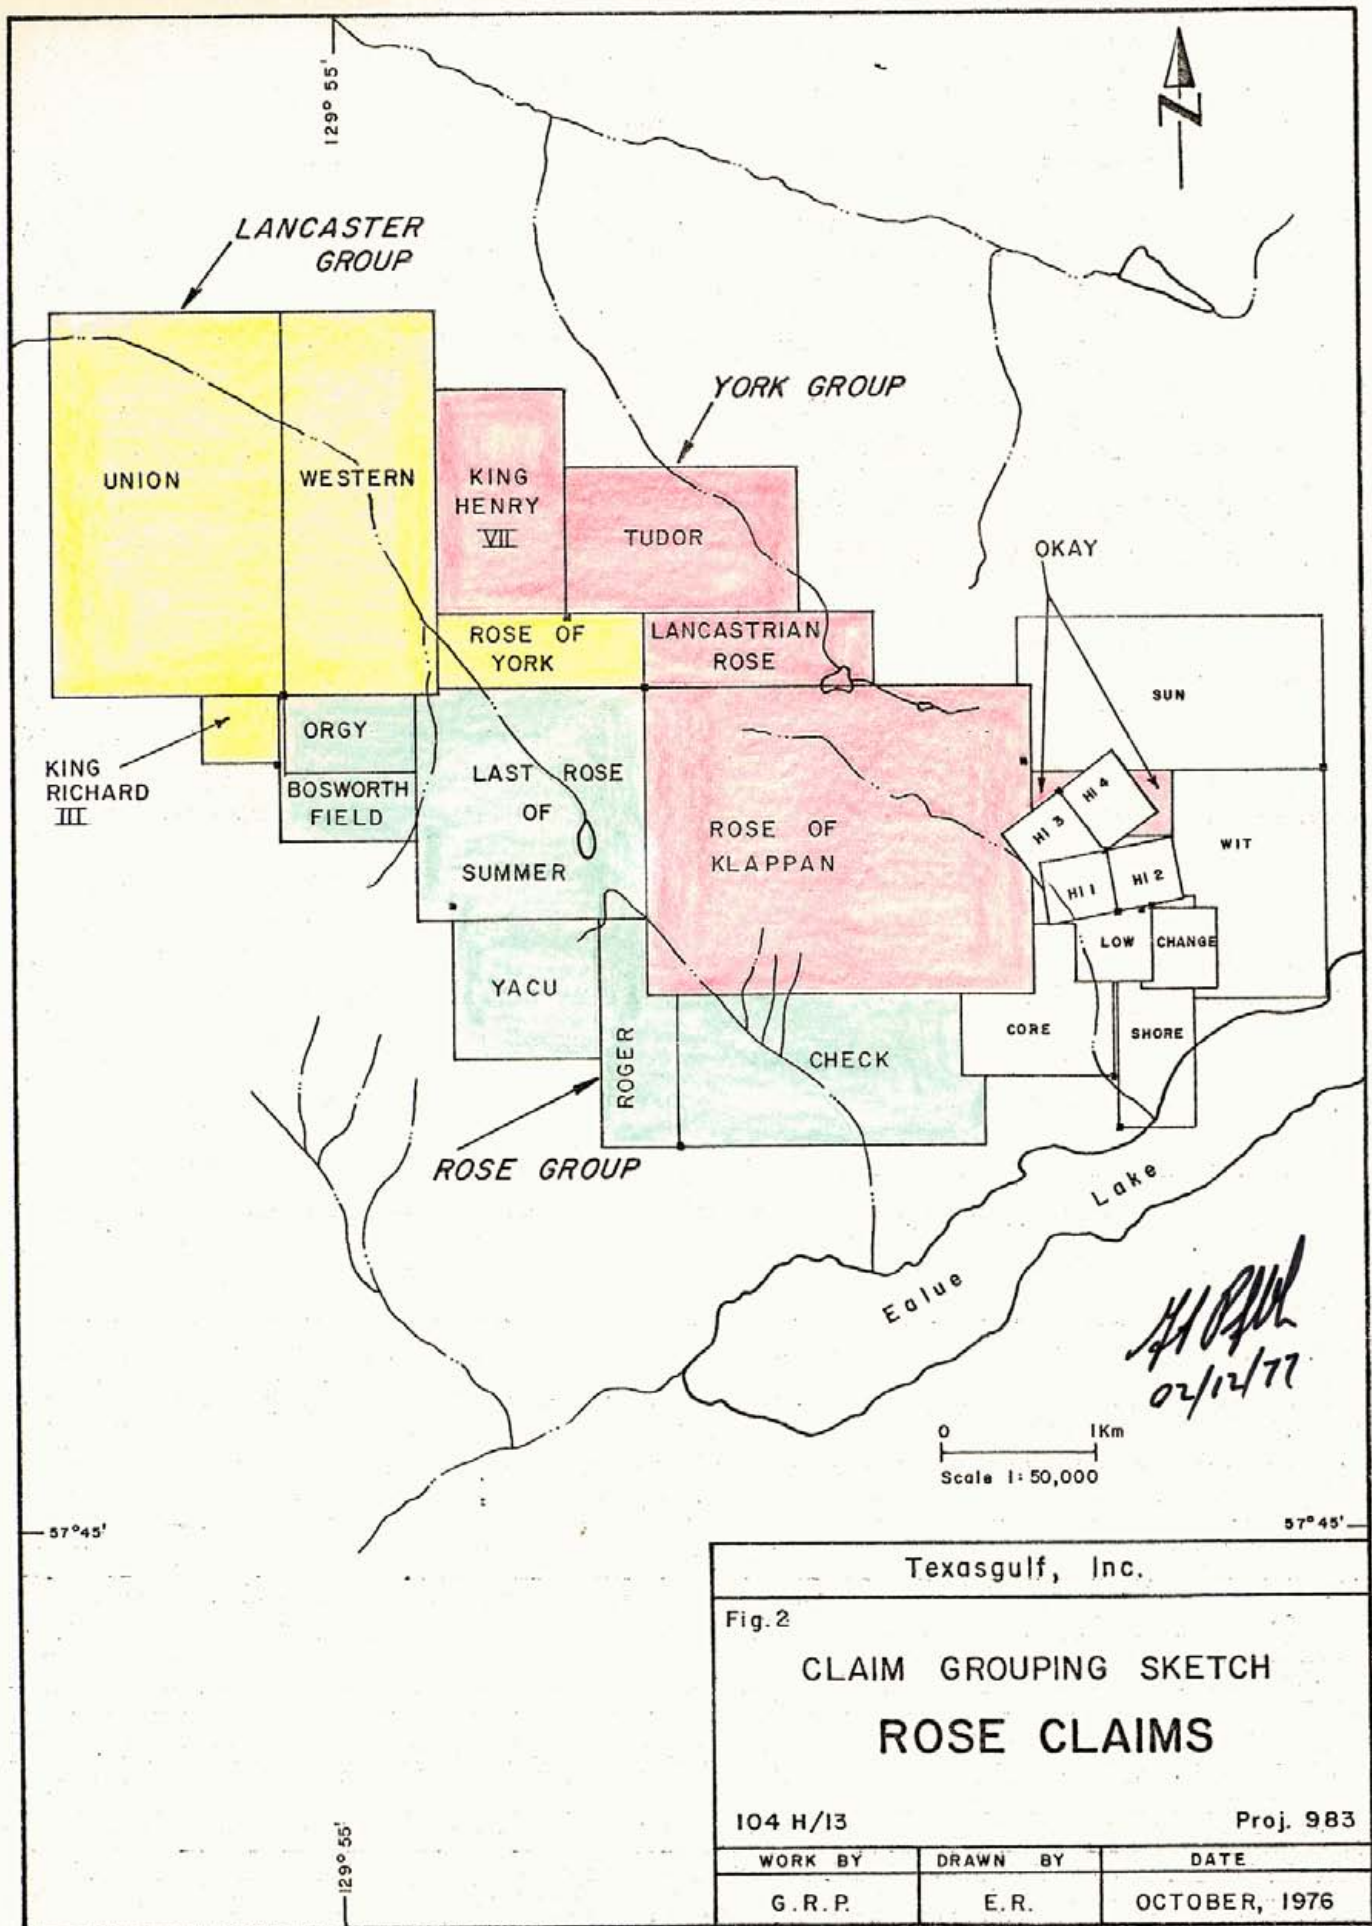 129° 55'
N
LANCASTER
GROUP
YORK GROUP
UNION
WESTERN
KING
HENRY
VII
TUDOR
OKAY
ROSE OF
YORK
LANCASTRIAN
ROSE
SUN
ORGY
KING
RICHARD
III
BOSWORTH
FIELD
LAST ROSE
OF
SUMMER
ROSE OF
KLAPPAN
HI 4
HI 3
WIT
HI 1
HI 2
LOW
CHANGE
YACU
ROGER
CHECK
CORE
SHORE
ROSE GROUP
Ealue Lake
02/12/77
0 1Km
Scale 1:50,000
57°45'
57°45'
Texasgulf, Inc.
Fig. 2
CLAIM GROUPING SKETCH
ROSE CLAIMS
104 H/13
Proj. 983
129° 55'
WORK BY
DRAWN BY
DATE
G.R.P.
E.R.
OCTOBER, 1976